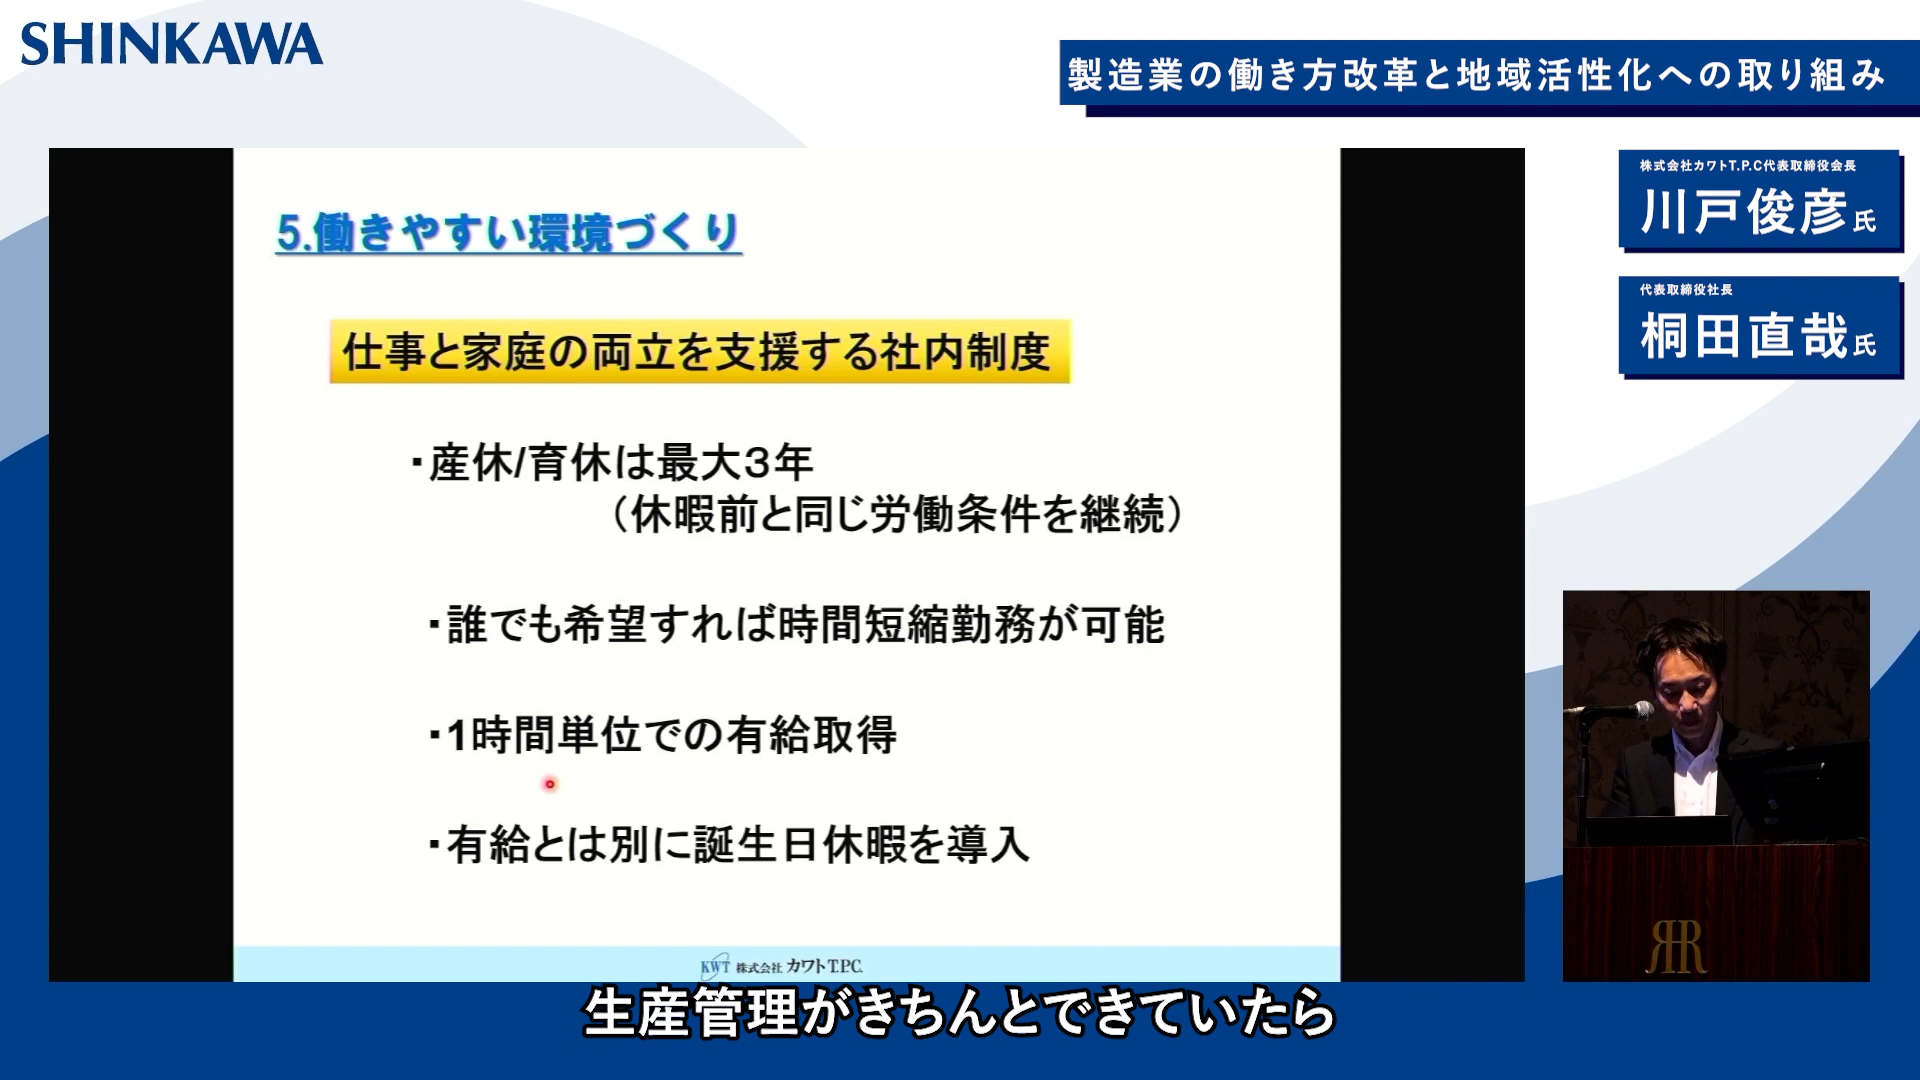 SHINKAWA
製造業の働き方改革と地域活性化への取り組み
株式会社カワトT.P.C代表取締役会長
川戸俊彦氏
代表取締役社長
桐田直哉氏
5.働きやすい環境づくり
仕事と家庭の両立を支援する社内制度
・産休/育休は最大3年
（休暇前と同じ労働条件を継続）
・誰でも希望すれば時間短縮勤務が可能
・1時間単位での有給取得
・有給とは別に誕生日休暇を導入
KWT 株式会社 カワトT.P.C.
RR
生産管理がきちんとできていたら